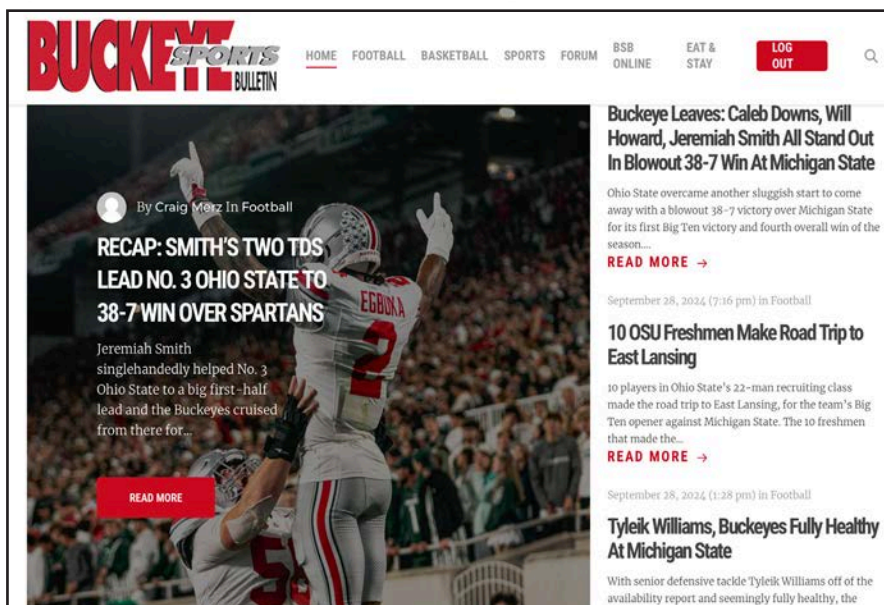 BUCKEYE
SPORTS
BULLETIN
HOME FOOTBALL BASKETBALL SPORTS FORUM BSB ONLINE EAT & STAY LOG OUT
By Craig Merz In Football
RECAP: SMITH'S TWO TDS
LEAD NO. 3 OHIO STATE TO
38-7 WIN OVER SPARTANS
Jeremiah Smith
singlehandedly helped No. 3
Ohio State to a big first-half
lead and the Buckeyes cruised
from there for...
READ MORE
EGBUKA
2
Buckeye Leaves: Caleb Downs, Will
Howard, Jeremiah Smith All Stand Out
In Blowout 38-7 Win At Michigan State
Ohio State overcame another sluggish start to come
away with a blowout 38-7 victory over Michigan State
for its first Big Ten victory and fourth overall win of the
season....
READ MORE →
September 28, 2024 (7:16 pm) in Football
10 OSU Freshmen Make Road Trip to
East Lansing
10 players in Ohio State's 22-man recruiting class
made the road trip to East Lansing, for the team's Big
Ten opener against Michigan State. The 10 freshmen
that made the...
READ MORE →
September 28, 2024 (1:28 pm) in Football
Tyleik Williams, Buckeyes Fully Healthy
At Michigan State
With senior defensive tackle Tyleik Williams off of the
availability report and seemingly fully healthy, the